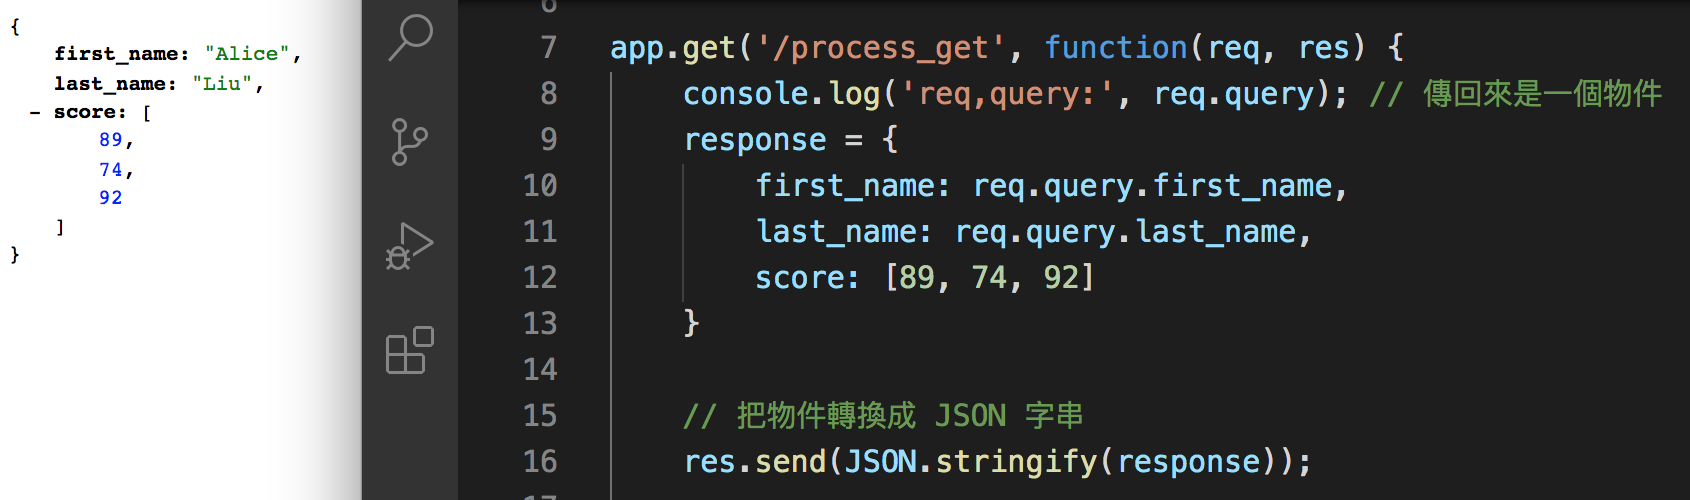 {
first_name: "Alice",
last_name: "Liu",
- score: [
89,
74,
92
]
}
7 app.get('/process_get', function(req, res) {
8 console.log('req,query:', req.query); // 傳回來是一個物件
9 response = {
10 first_name: req.query.first_name,
11 last_name: req.query.last_name,
12 score: [89, 74, 92]
13 }
14
15 // 把物件轉換成 JSON 字串
16 res.send(JSON.stringify(response));